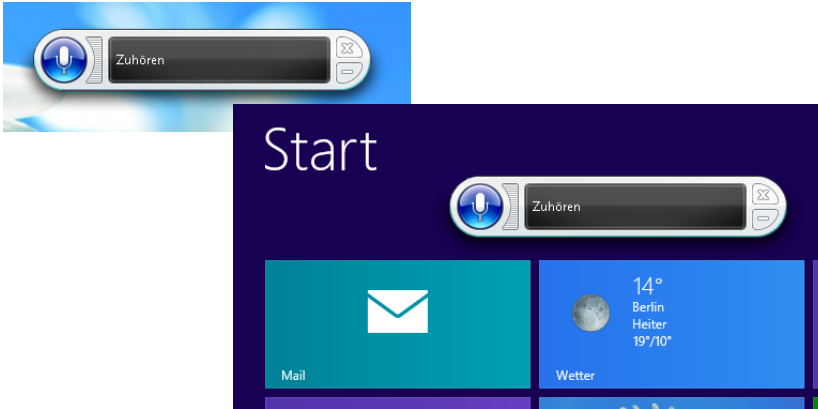 Zuhören
Start
Zuhören
14°
Berlin
Heiter
19°/10°
Mail
Wetter